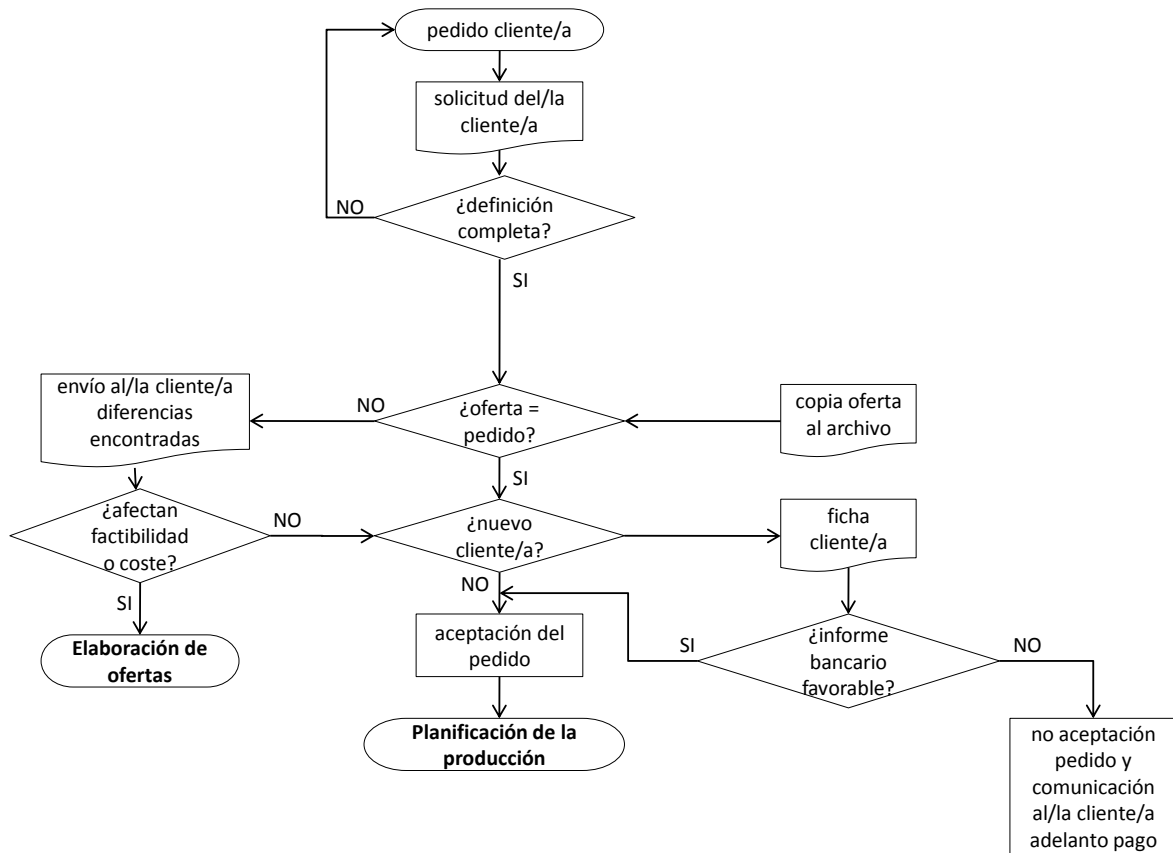 pedido cliente/a
solicitud del/la
cliente/a
NO
¿definición
completa?
SI
envío al/la cliente/a
diferencias
encontradas
NO
¿oferta =
pedido?
copia oferta
al archivo
SI
¿afectan
factibilidad
o coste?
NO
¿nuevo
cliente/a?
ficha
cliente/a
SI
NO
Elaboración de
ofertas
aceptación del
pedido
SI
¿informe
bancario
favorable?
NO
Planificación de la
producción
no aceptación
pedido y
comunicación
al/la cliente/a
adelanto pago